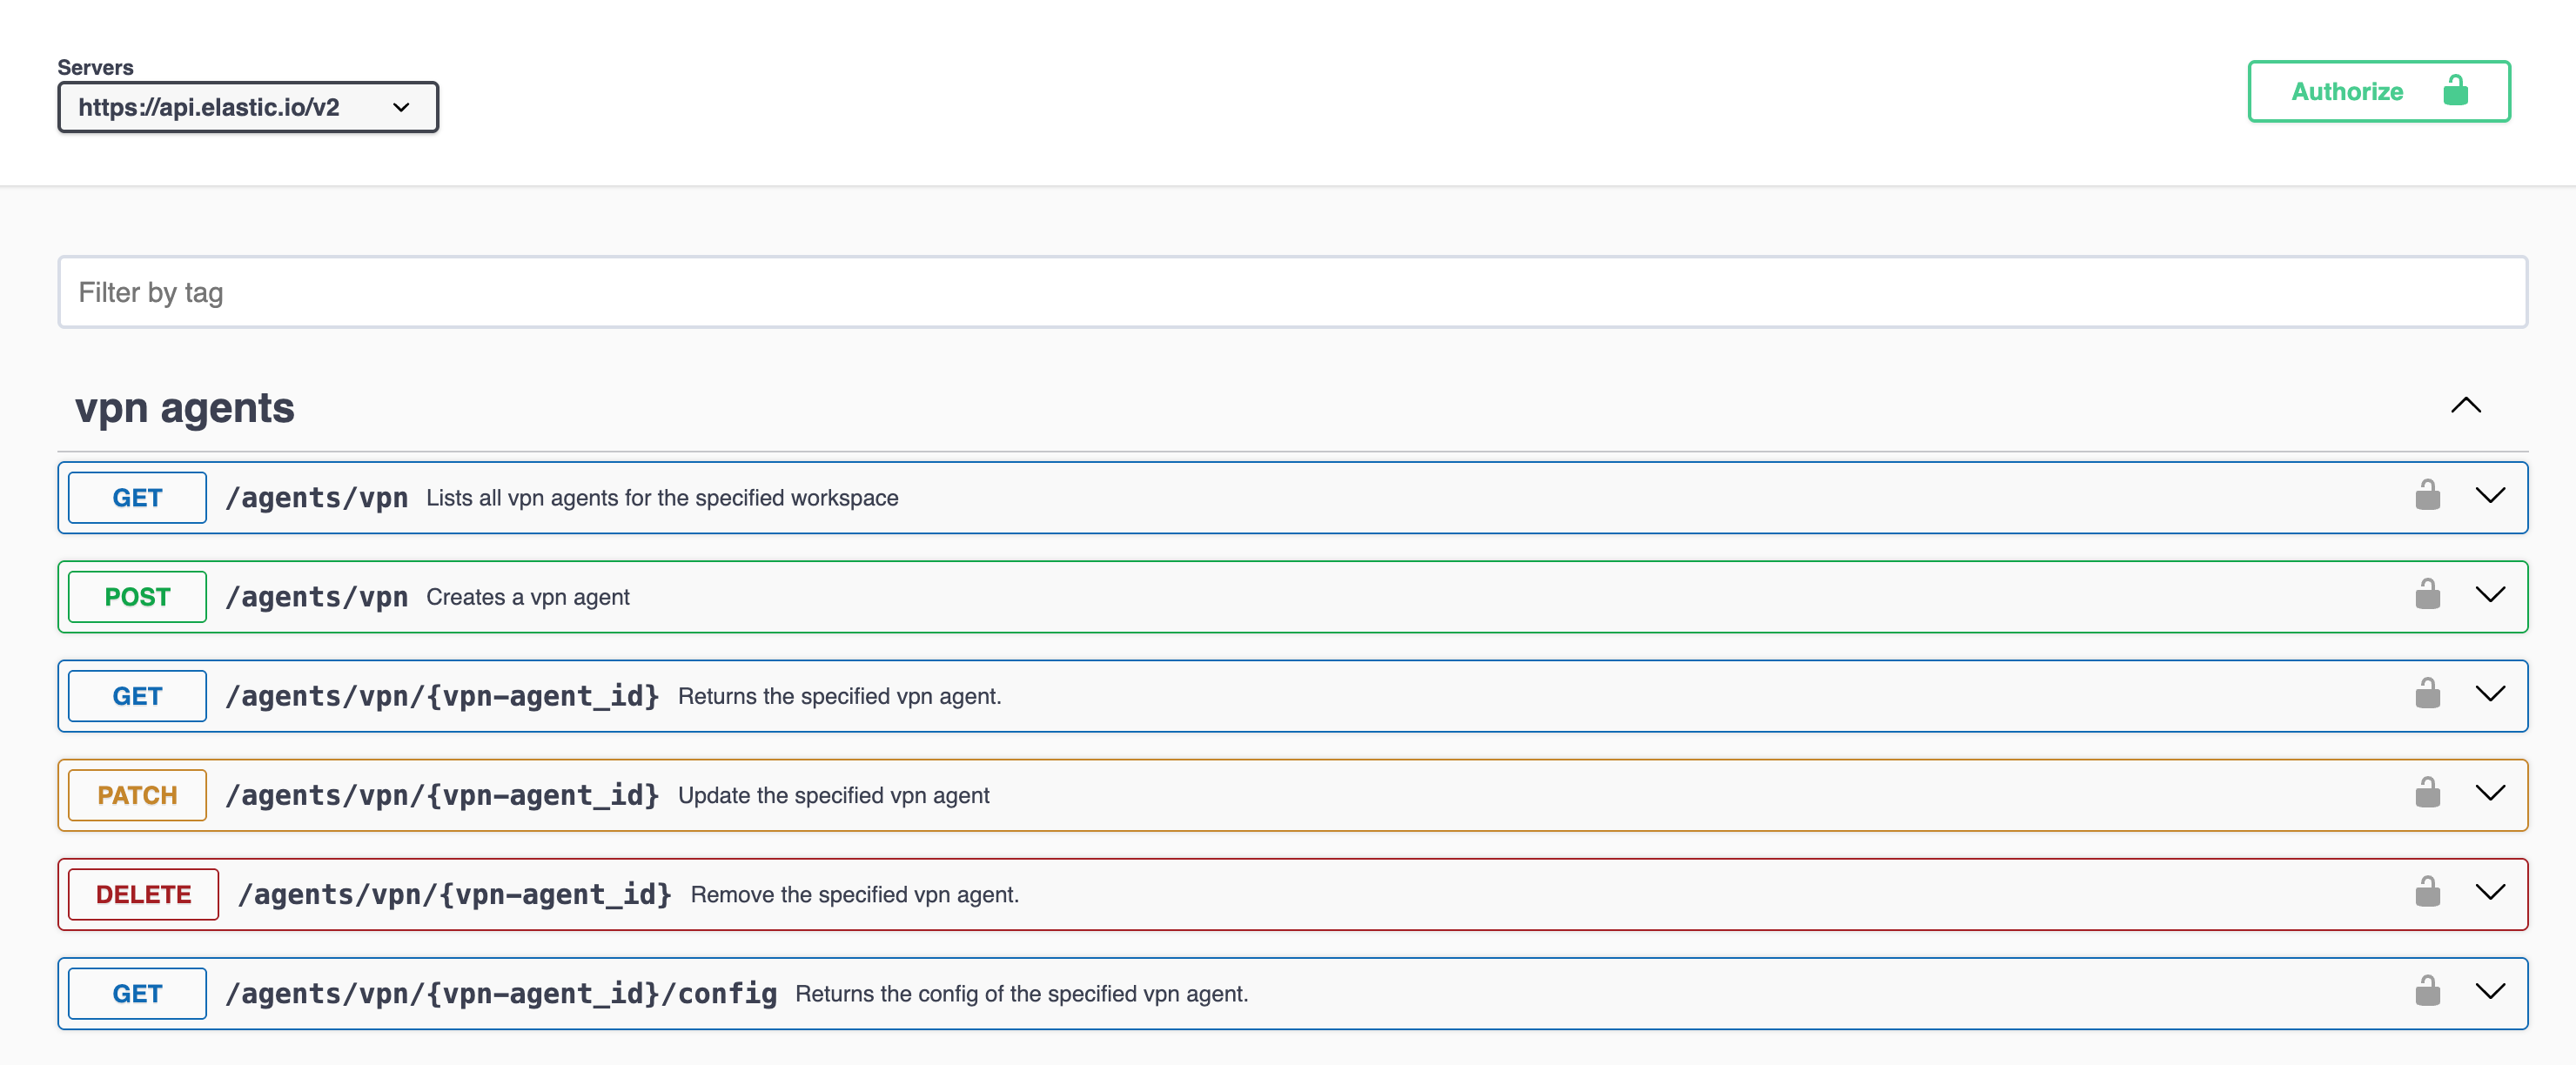 Servers
https://api.elastic.io/v2
Authorize
Filter by tag
vpn agents
GET /agents/vpn Lists all vpn agents for the specified workspace
POST /agents/vpn Creates a vpn agent
GET /agents/vpn/{vpn-agent_id} Returns the specified vpn agent.
PATCH /agents/vpn/{vpn-agent_id} Update the specified vpn agent
DELETE /agents/vpn/{vpn-agent_id} Remove the specified vpn agent.
GET /agents/vpn/{vpn-agent_id}/config Returns the config of the specified vpn agent.